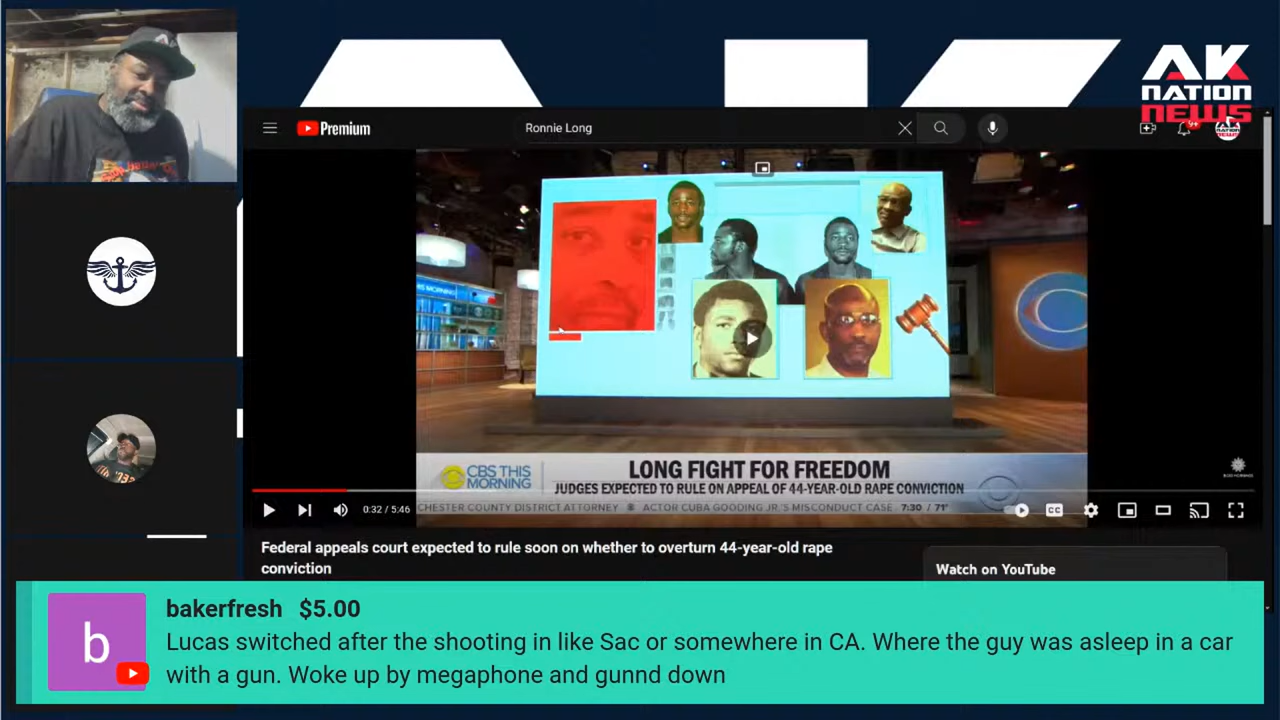 AK
NATION
NEWS
Premium
Ronnie Long
9+
CBS THIS
MORNING
LONG FIGHT FOR FREEDOM
JUDGES EXPECTED TO RULE ON APPEAL OF 44-YEAR-OLD RAPE CONVICTION
CHESTER COUNTY DISTRICT ATTORNEY ACTOR CUBA GOODING JR.'S MISCONDUCT CASE 7:30 / 71°
0:32 / 5:46
CC
Federal appeals court expected to rule soon on whether to overturn 44-year-old rape
conviction
Watch on YouTube
b
bakerfresh $5.00
Lucas switched after the shooting in like Sac or somewhere in CA. Where the guy was asleep in a car
with a gun. Woke up by megaphone and gunnd down